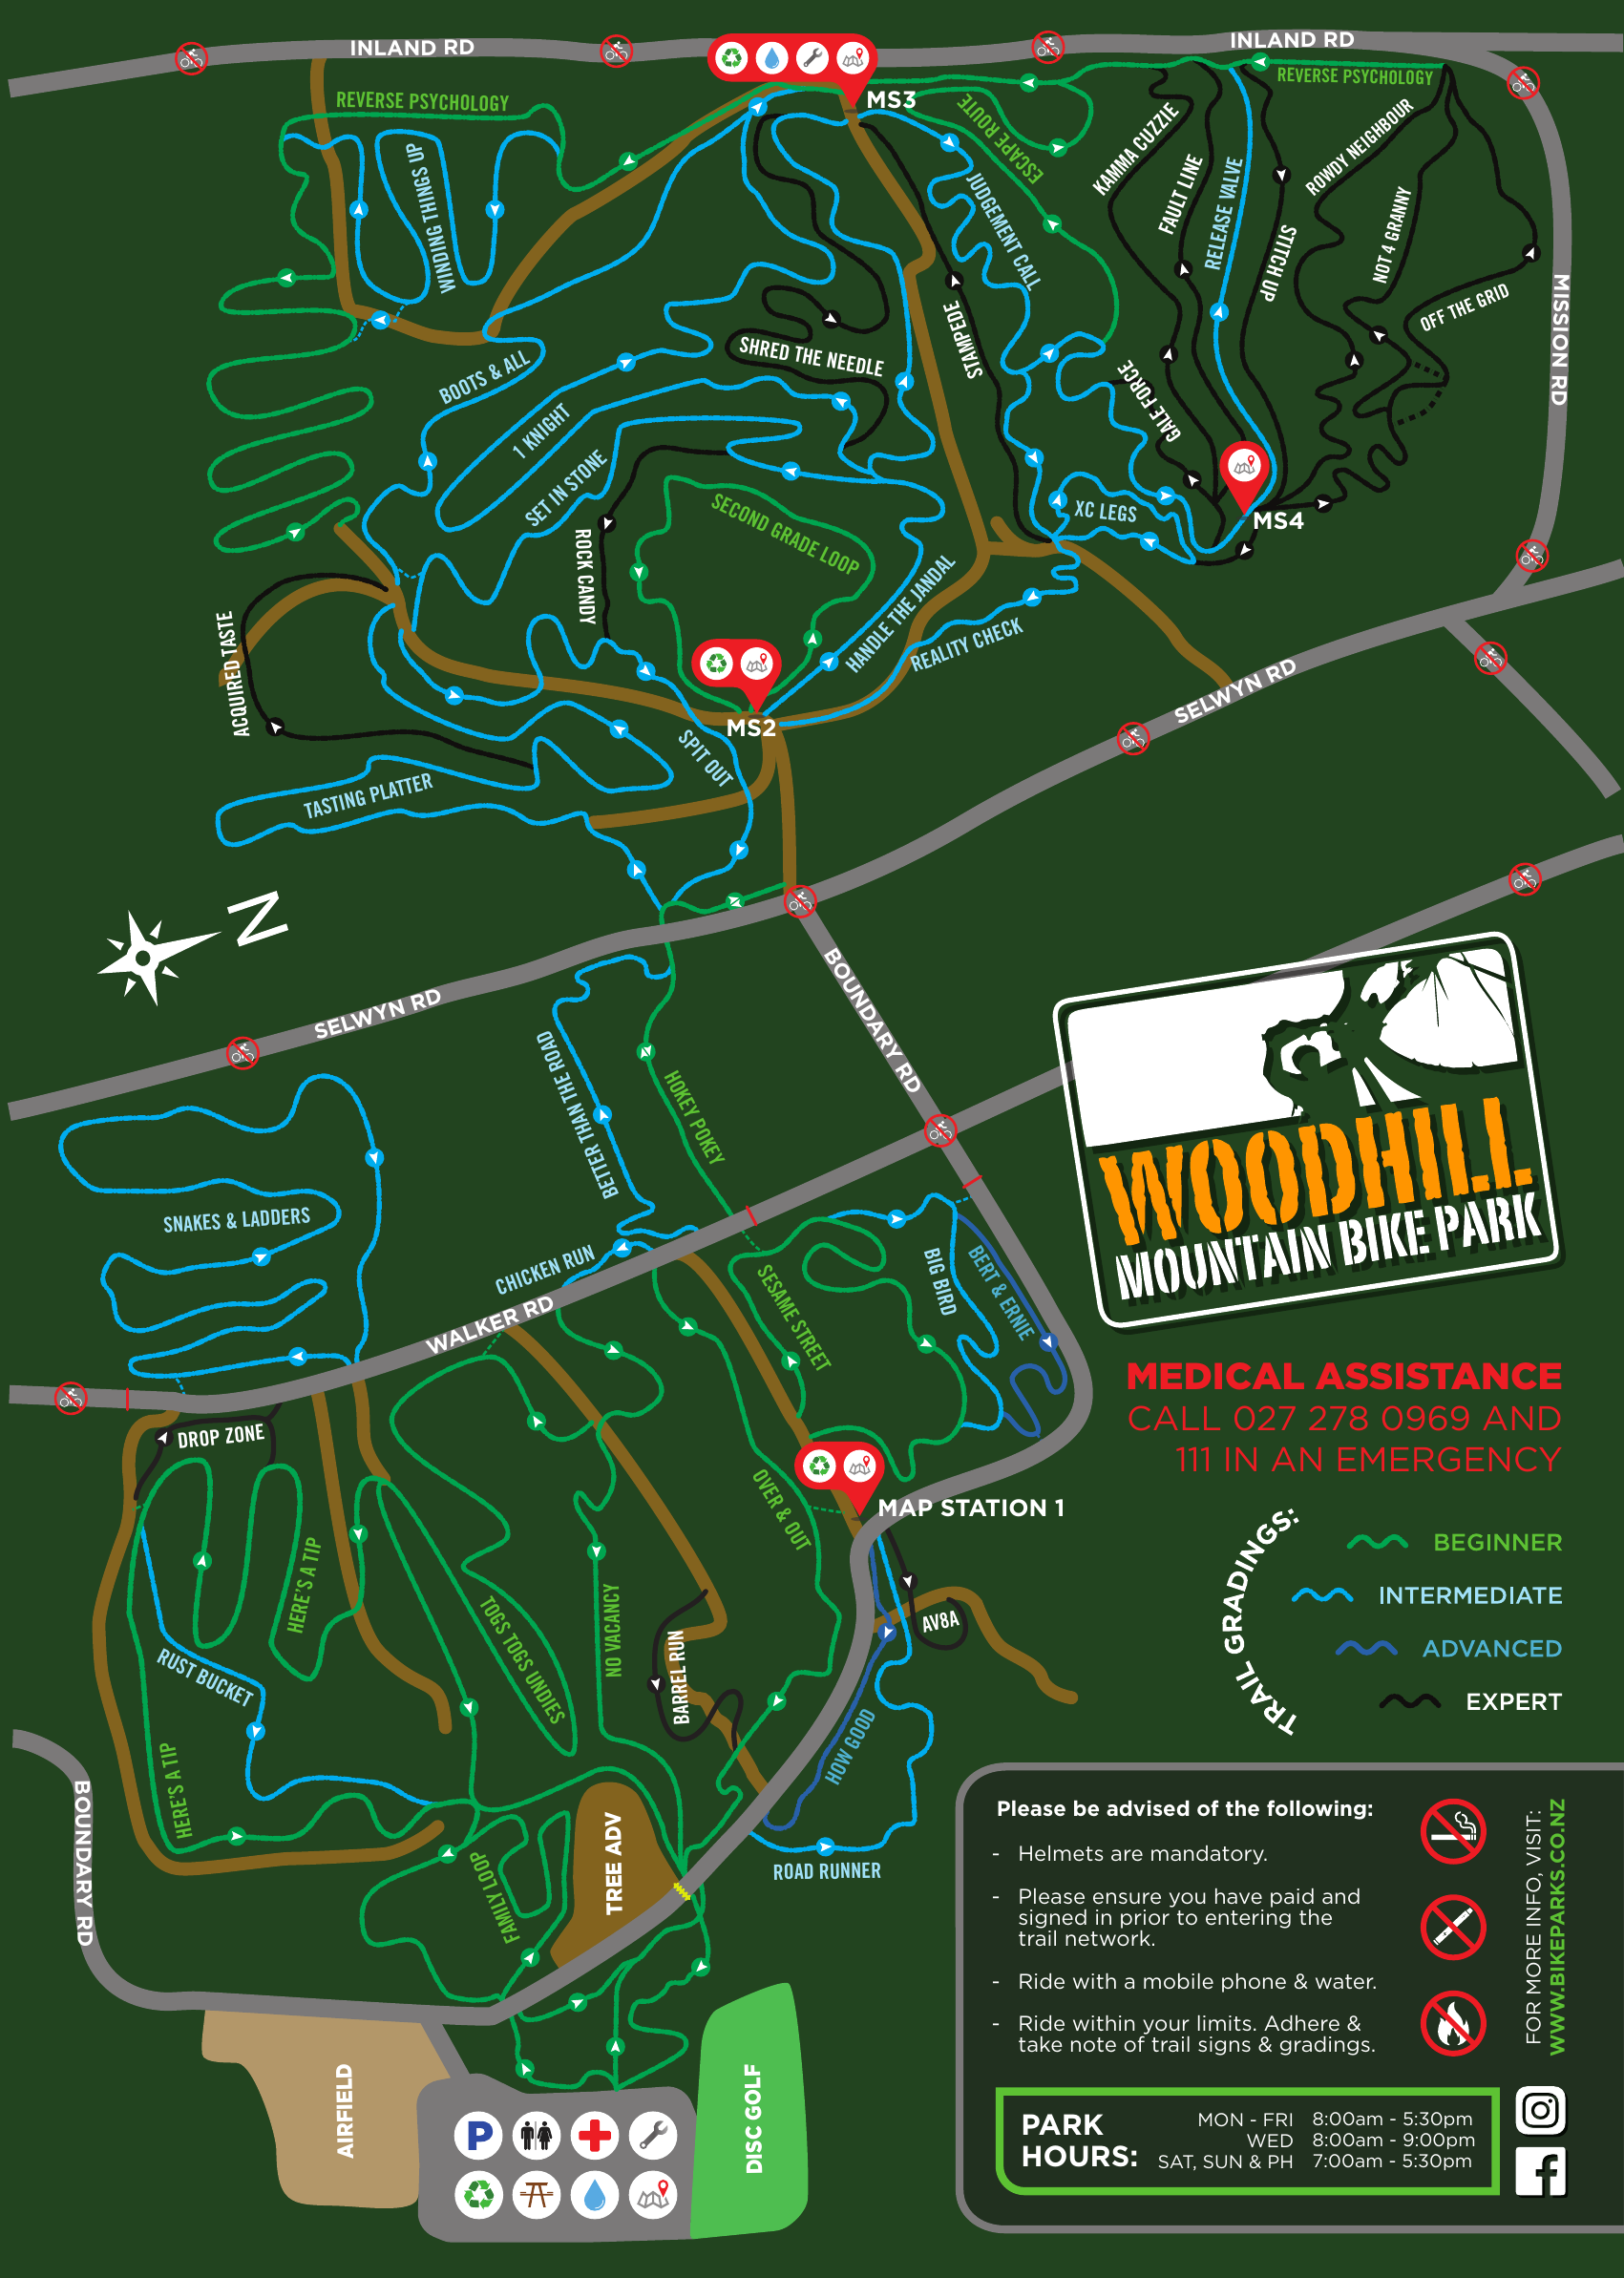 INLAND RD
INLAND RD
REVERSE PSYCHOLOGY
MS3
REVERSE PSYCHOLOGY
ESCAPE ROUTE
KAMMA CUZZIE
FAULT LINE
RELEASE VALVE
STITCH UP
ROWDY NEIGHBOUR
NOT 4 GRANNY
OFF THE GRID
MISSION RD
WINDING THINGS UP
JUDGEMENT CALL
STAMPEDE
SHRED THE NEEDLE
BOOTS & ALL
1 KNIGHT
SET IN STONE
GALE FORCE
XC LEGS
MS4
SECOND GRADE LOOP
ROCK CANDY
HANDLE THE JANDAL
REALITY CHECK
ACQUIRED TASTE
MS2
SPIT OUT
SELWYN RD
TASTING PLATTER
N
SELWYN RD
BOUNDARY RD
BETTER THAN THE ROAD
HOKEY POKEY
SNAKES & LADDERS
CHICKEN RUN
WALKER RD
SESAME STREET
BIG BIRD
BERT & ERNIE
WOODHILL
MOUNTAIN BIKE PARK
MEDICAL ASSISTANCE
CALL 027 278 0969 AND
111 IN AN EMERGENCY
DROP ZONE
OVER & OUT
MAP STATION 1
HERE'S A TIP
TOGS TOGS UNDIES
NO VACANCY
BARREL RUN
AV8A
RUST BUCKET
HOW GOOD
HERE'S A TIP
ROAD RUNNER
FAMILY LOOP
TREE ADV
BOUNDARY RD
AIRFIELD
DISC GOLF
P
TRAIL GRADINGS:
BEGINNER
INTERMEDIATE
ADVANCED
EXPERT
Please be advised of the following:
- Helmets are mandatory.
- Please ensure you have paid and
signed in prior to entering the
trail network.
- Ride with a mobile phone & water.
- Ride within your limits. Adhere &
take note of trail signs & gradings.
FOR MORE INFO, VISIT:
WWW.BIKEPARKS.CO.NZ
PARK
HOURS:
MON - FRI 8:00am - 5:30pm
WED 8:00am - 9:00pm
SAT, SUN & PH 7:00am - 5:30pm